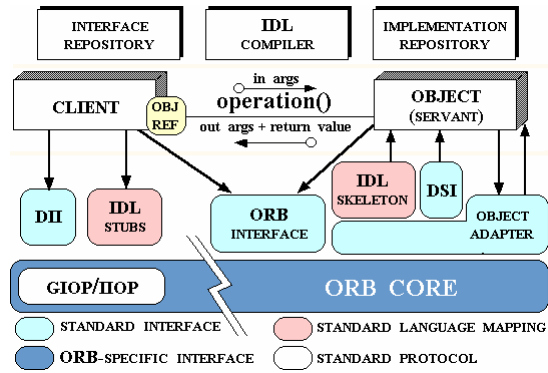 INTERFACE
REPOSITORY
IDL
COMPILER
IMPLEMENTATION
REPOSITORY
CLIENT
OBJ
REF
in args
operation()
out args + return value
OBJECT
(SERVANT)
DII
IDL
STUBS
ORB
INTERFACE
IDL
SKELETON
DSI
OBJECT
ADAPTER
GIOP/IIOP
ORB CORE
STANDARD INTERFACE
STANDARD LANGUAGE MAPPING
ORB-SPECIFIC INTERFACE
STANDARD PROTOCOL